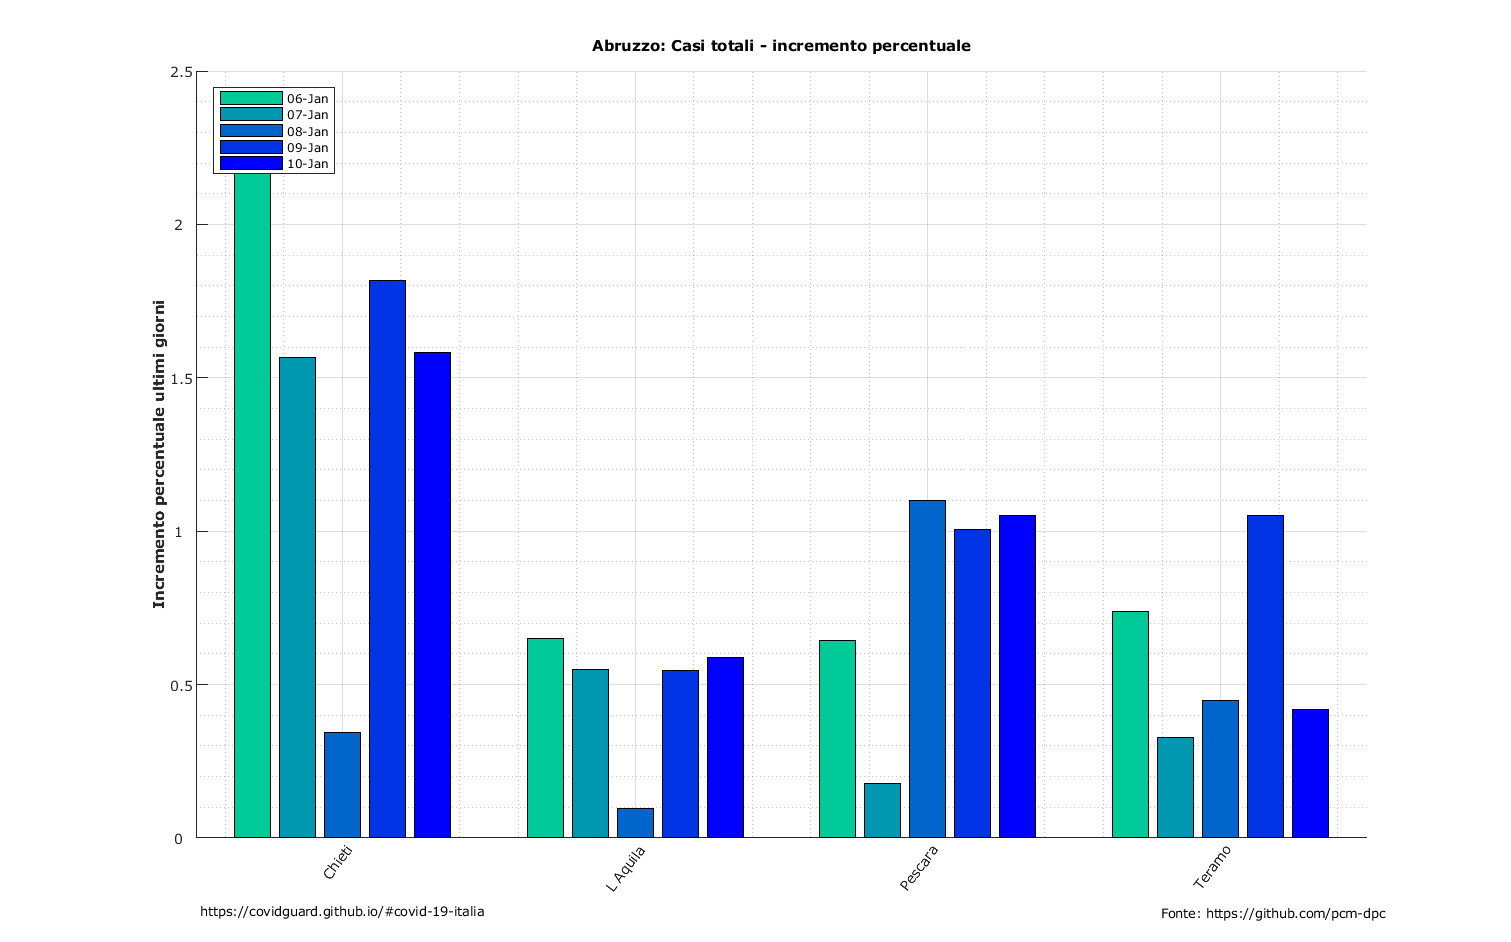 Abruzzo: Casi totali - incremento percentuale
2.5
06-Jan
07-Jan
08-Jan
09-Jan
10-Jan
2
1.5
1
0.5
0
Incremento percentuale ultimi giorni
Chieti
L Aquila
Pescara
Teramo
https://covidguard.github.io/#covid-19-italia
Fonte: https://github.com/pcm-dpc